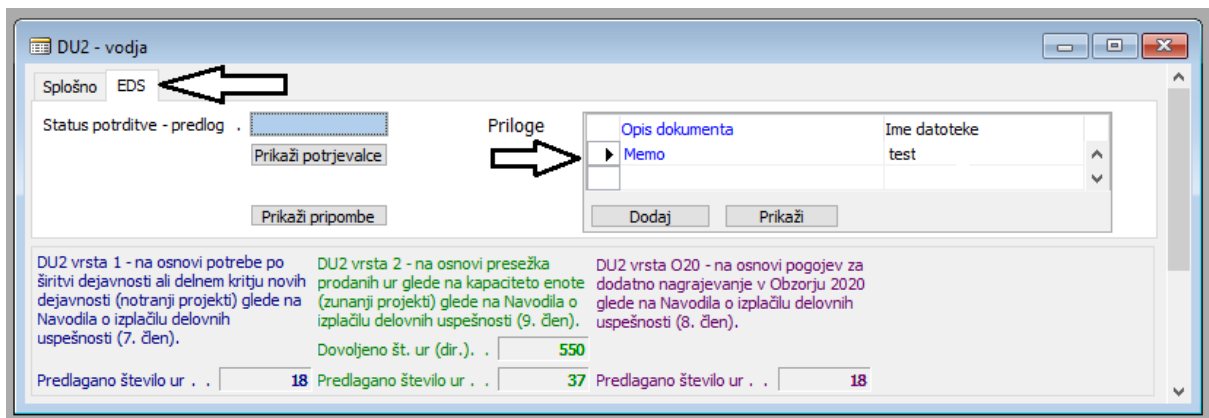 DU2 - vodja
Splošno EDS
Status potrditve - predlog .
Prikaži potrjevalce
Prikaži pripombe
Priloge
Opis dokumenta Ime datoteke
Memo test
Dodaj Prikaži
DU2 vrsta 1 - na osnovi potrebe po
širitvi dejavnosti ali delnem kritju novih
dejavnosti (notranji projekti) glede na
Navodila o izplačilu delovnih
uspešnosti (7. člen).
Predlagano število ur . . 18
DU2 vrsta 2 - na osnovi presežka
prodanih ur glede na kapaciteto enote
(zunanji projekti) glede na Navodila o
izplačilu delovnih uspešnosti (9. člen).
Dovoljeno št. ur (dir.). . 550
Predlagano število ur . . 37
DU2 vrsta O20 - na osnovi pogojev za
dodatno nagrajevanje v Obzorju 2020
glede na Navodila o izplačilu delovnih
uspešnosti (8. člen).
Predlagano število ur . . 18